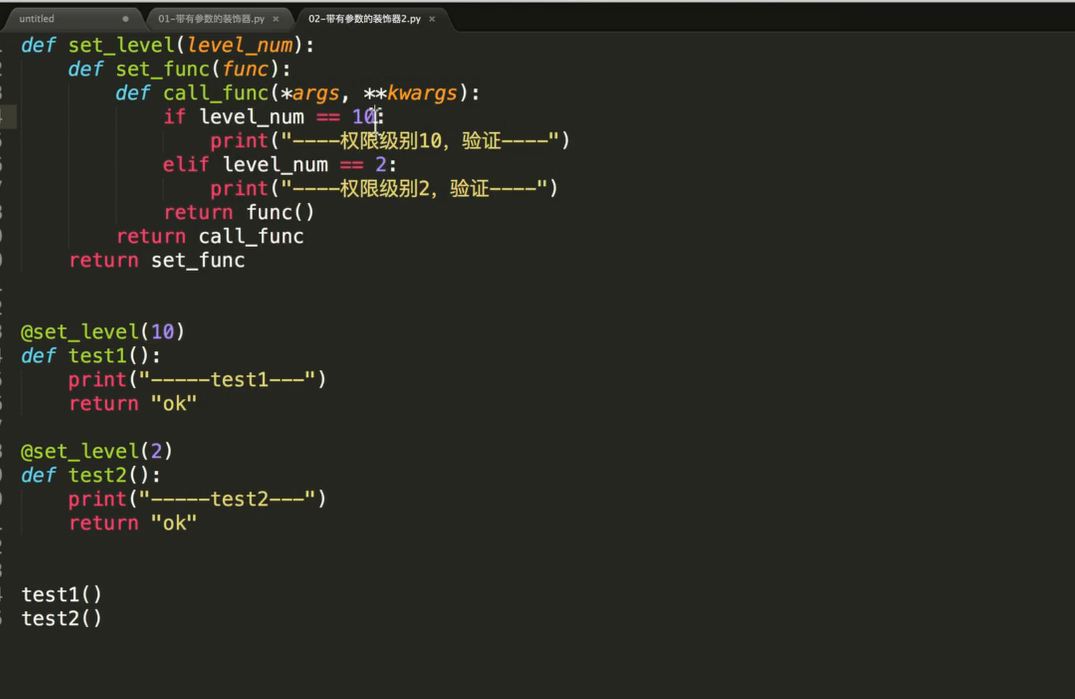 untitled
01-带有参数的装饰器.py ×
02-带有参数的装饰器2.py ×
def set_level(level_num):
    def set_func(func):
        def call_func(*args, **kwargs):
            if level_num == 10:
                print("----权限级别10，验证----")
            elif level_num == 2:
                print("----权限级别2，验证----")
            return func()
        return call_func
    return set_func
@set_level(10)
def test1():
    print("-----test1---")
    return "ok"
@set_level(2)
def test2():
    print("-----test2---")
    return "ok"
test1()
test2()